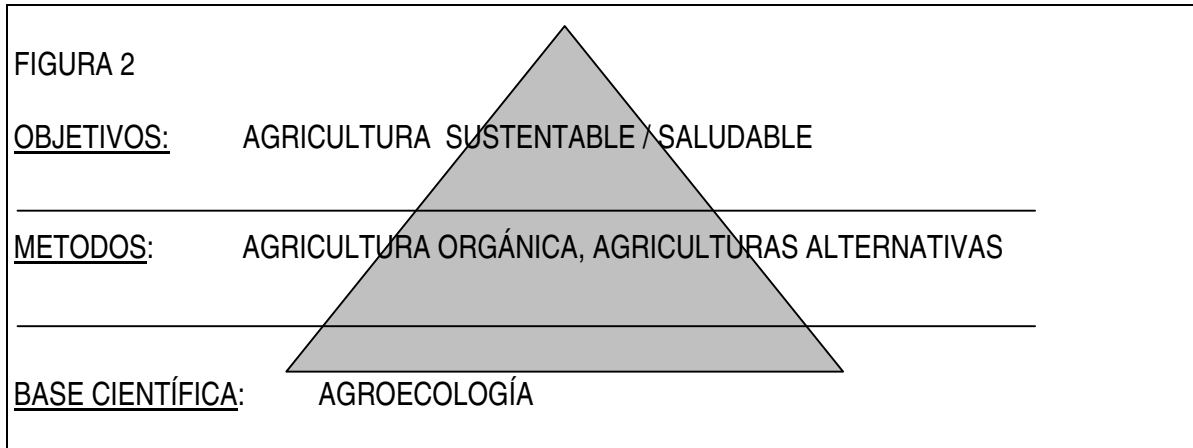 FIGURA 2
OBJETIVOS: AGRICULTURA SUSTENTABLE / SALUDABLE
METODOS: AGRICULTURA ORGÁNICA, AGRICULTURAS ALTERNATIVAS
BASE CIENTÍFICA: AGROECOLOGÍA